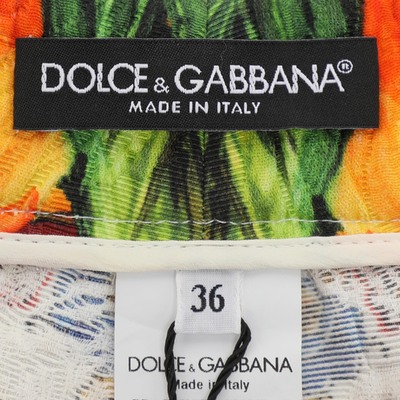 DOLCE & GABBANA®
MADE IN ITALY
36
DOLCE & GABBANA
Made in Italy